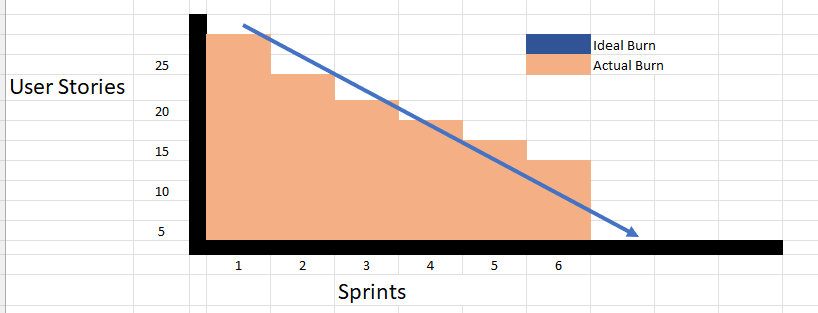 Ideal Burn
25
Actual Burn
User Stories
20
15
10
5
1 2 3 4 5 6
Sprints